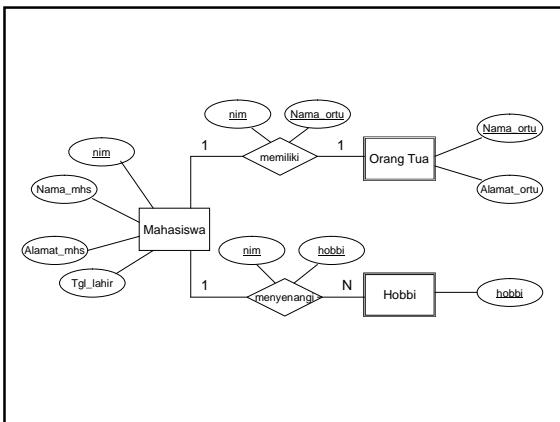 nim
Nama_ortu
1
memiliki
1
Orang Tua
Nama_ortu
Alamat_ortu
nim
Nama_mhs
Alamat_mhs
Tgl_lahir
Mahasiswa
nim
hobbi
1
menyenangi
N
Hobbi
hobbi